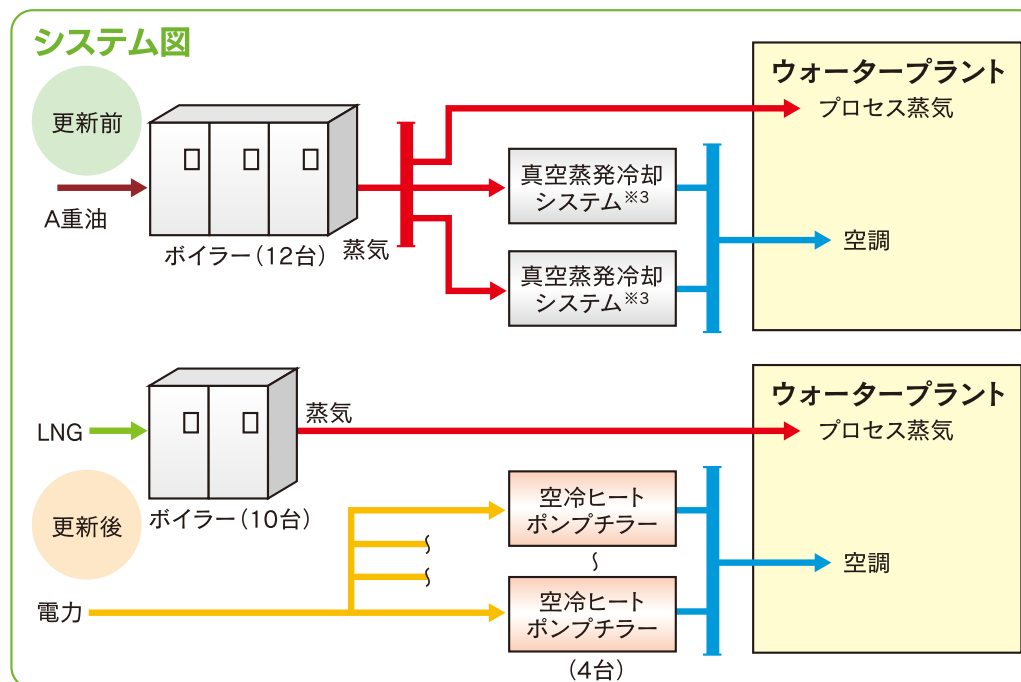 システム図
更新前
A重油
ボイラー（12台）
蒸気
真空蒸発冷却
システム※3
真空蒸発冷却
システム※3
ウォータープラント
プロセス蒸気
空調
LNG
ボイラー（10台）
蒸気
更新後
電力
空冷ヒート
ポンプチラー
～
空冷ヒート
ポンプチラー
（4台）
ウォータープラント
プロセス蒸気
空調